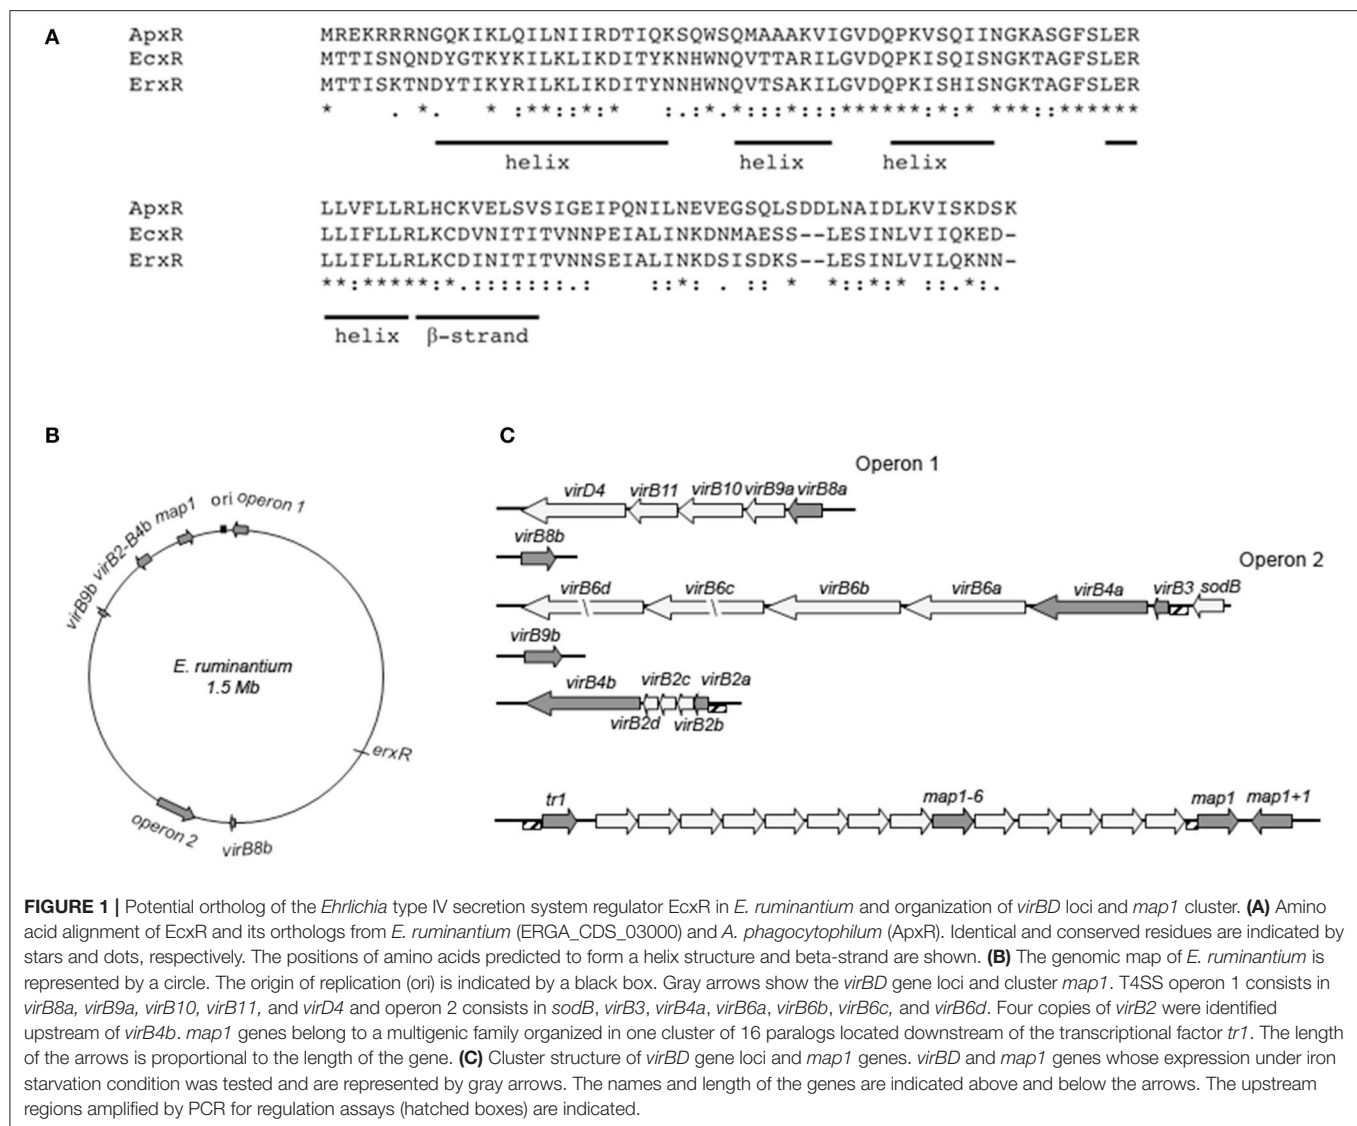 A
ApxR MREKRRRNGQKIKLQILNIIRDTIQKSQWSQMAAAKVIGVDQPKVSQIINGKASGFSLER
EcxR MTTISNQNDYGTKYKILKLIKDITYKNHWNQVTTARILGVDQPKISQIINGKTAGFSLER
ErxR MTTISKTNDYTIKYRILKLIKDITYNNHWNQVTSAKILGVDQPKISHISNGKTAGFSLER
* . *. * :**::*:* :.:*.*::::*::****** *:*:* ***::******
helix helix helix
ApxR LLVFLLRLHCKVELSVSIGEIPQNILNEVEGSQLSDDLNAIDLKVISKDSK
EcxR LLIFLLRLKCDVNITITVNNPEIALINKDNMAESS--LESINLVIIQKED-
ErxR LLIFLLRLKCDINITITVNNSEIALINKDSISDKS--LESINLVILQKNN-
**:*****:*.:::::::.: ::*: . :: * *::*:* ::.*:.
helix β-strand
B
ori operon 1
map1
virB2-B4b
virB9b
E. ruminantium
1.5 Mb
erxR
operon 2
virB8b
C
Operon 1
virD4 virB11 virB10 virB9a virB8a
virB8b
Operon 2
virB6d virB6c virB6b virB6a virB4a virB3 sodB
virB9b
virB4b virB2c virB2a
virB2d virB2b
tr1 map1-6 map1 map1+1
FIGURE 1 | Potential ortholog of the Ehrlichia type IV secretion system regulator EcxR in E. ruminantium and organization of virBD loci and map1 cluster. (A) Amino
acid alignment of EcxR and its orthologs from E. ruminantium (ERGA_CDS_03000) and A. phagocytophilum (ApxR). Identical and conserved residues are indicated by
stars and dots, respectively. The positions of amino acids predicted to form a helix structure and beta-strand are shown. (B) The genomic map of E. ruminantium is
represented by a circle. The origin of replication (ori) is indicated by a black box. Gray arrows show the virBD gene loci and cluster map1. T4SS operon 1 consists in
virB8a, virB9a, virB10, virB11, and virD4 and operon 2 consists in sodB, virB3, virB4a, virB6a, virB6b, virB6c, and virB6d. Four copies of virB2 were identified
upstream of virB4b. map1 genes belong to a multigenic family organized in one cluster of 16 paralogs located downstream of the transcriptional factor tr1. The length
of the arrows is proportional to the length of the gene. (C) Cluster structure of virBD gene loci and map1 genes. virBD and map1 genes whose expression under iron
starvation condition was tested and are represented by gray arrows. The names and length of the genes are indicated above and below the arrows. The upstream
regions amplified by PCR for regulation assays (hatched boxes) are indicated.